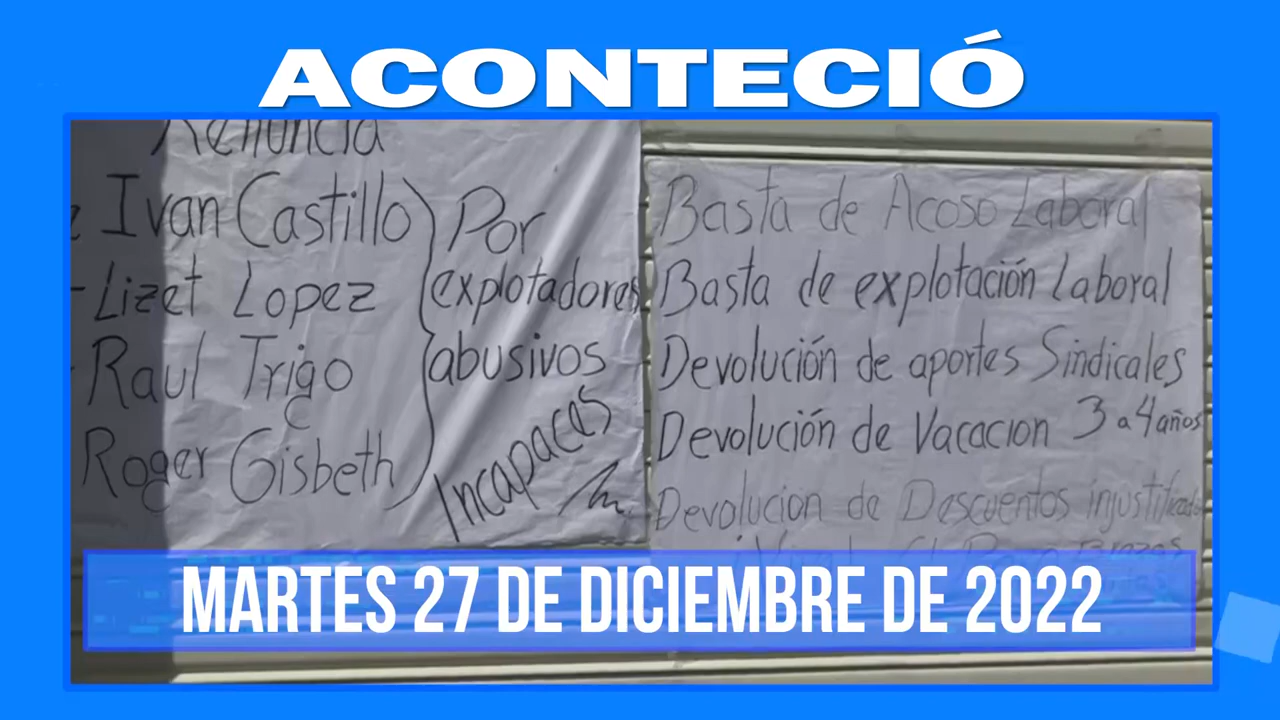 ACONTECIÓ
Renuncia
Ivan Castillo
- Lizet Lopez
- Raul Trigo
Roger Gisbeth
Por
explotadores
abusivos
Incapaces
Basta de Acoso Laboral
Basta de explotación Laboral
Devolución de aportes Sindicales
Devolución de Vacacion 3 a 4 años
Devolucion de Descuentos injustificados
MARTES 27 DE DICIEMBRE DE 2022